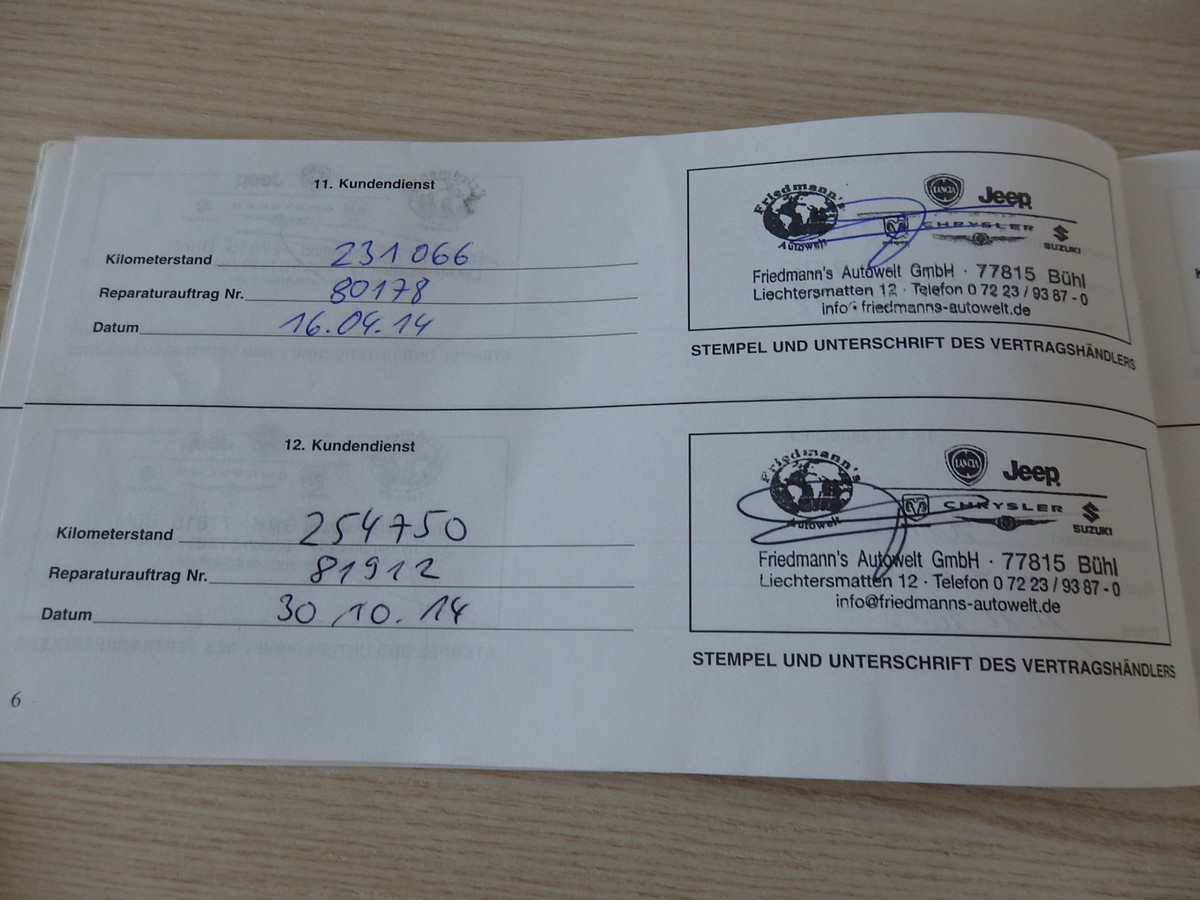 11. Kundendienst
Kilometerstand 231066
Reparaturauftrag Nr. 80178
Datum 16.04.14
Friedmann's
Autowelt
LANCIA
Jeep
CHRYSLER
SUZUKI
Friedmann's Autowelt GmbH · 77815 Bühl
Liechtersmatten 12 · Telefon 0 72 23 / 93 87 - 0
info friedmanns-autowelt.de
STEMPEL UND UNTERSCHRIFT DES VERTRAGSHÄNDLERS
12. Kundendienst
Kilometerstand 254750
Reparaturauftrag Nr. 81912
Datum 30.10.14
Friedmann's
Autowelt
LANCIA
Jeep
CHRYSLER
SUZUKI
Friedmann's Autowelt GmbH · 77815 Bühl
Liechtersmatten 12 · Telefon 0 72 23 / 93 87 - 0
info@friedmanns-autowelt.de
STEMPEL UND UNTERSCHRIFT DES VERTRAGSHÄNDLERS
6